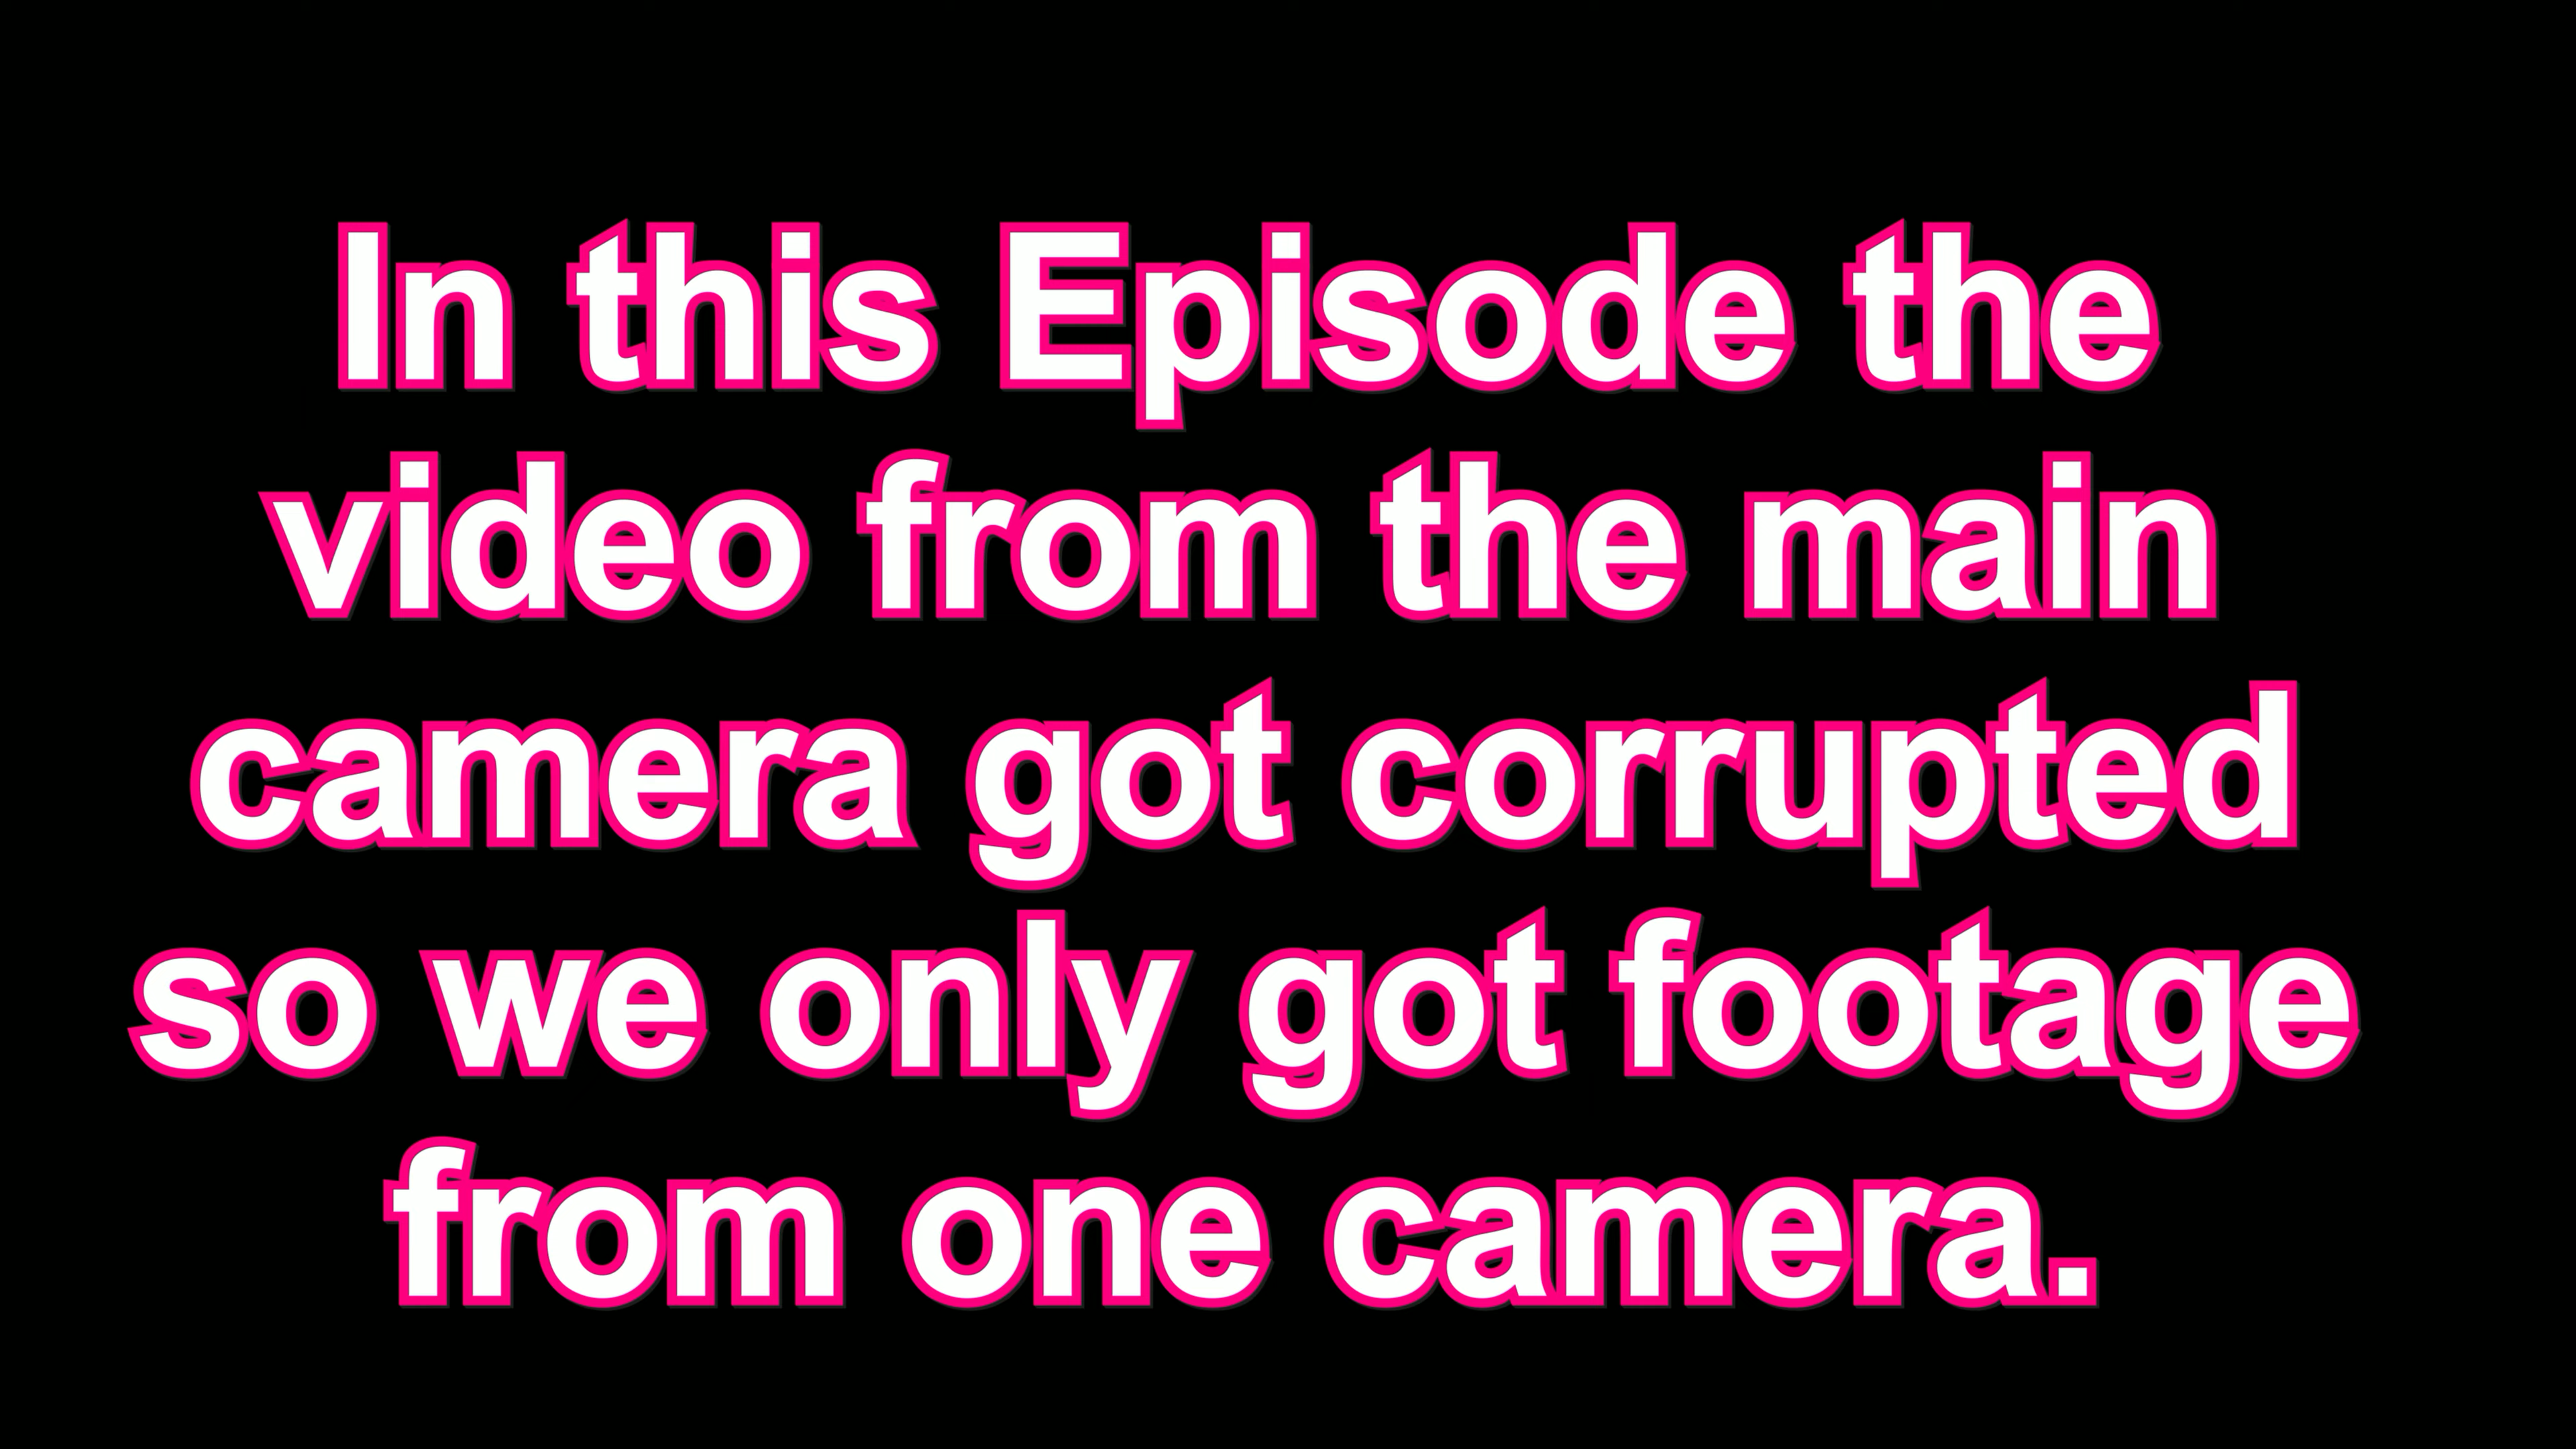 In this Episode the
video from the main
camera got corrupted
so we only got footage
from one camera.